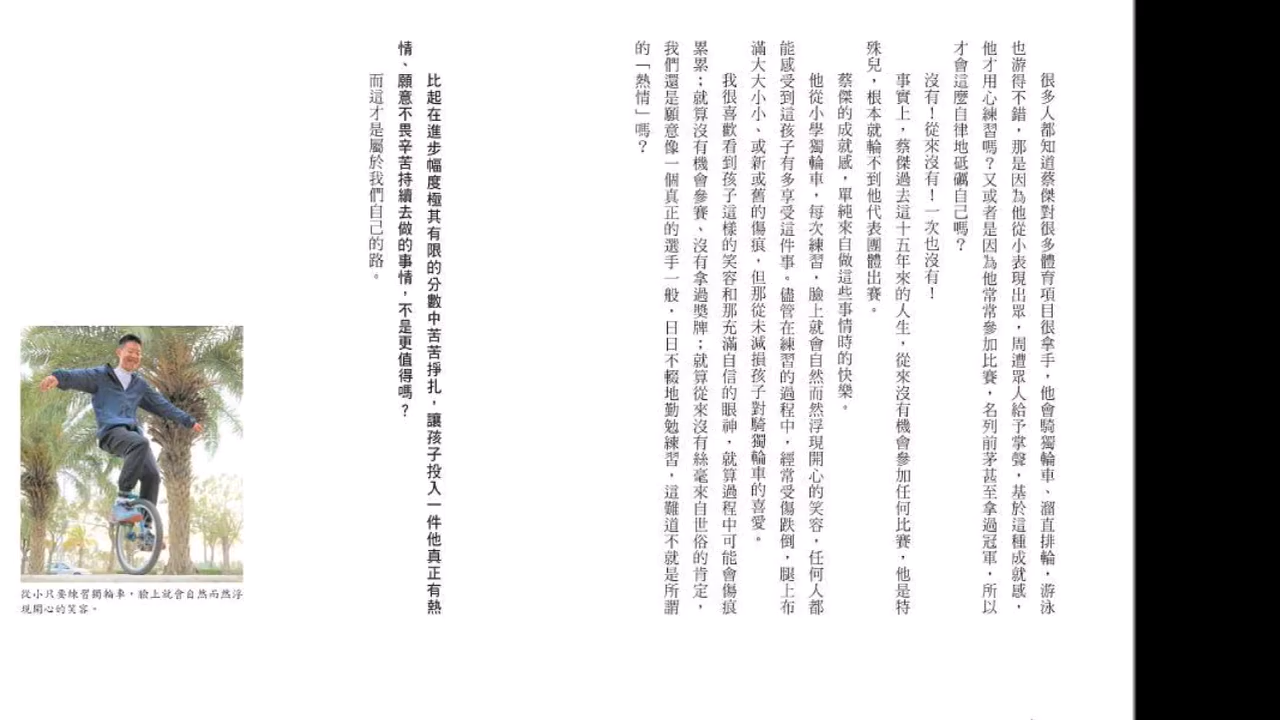 很多人都知道蔡傑對很多體育項目很拿手，他會騎獨輪車、溜直排輪，游泳
也游得不錯，那是因為他從小表現出眾，周遭眾人給予掌聲，基於這種成就感，
他才用心練習嗎？又或者是因為他常常參加比賽，名列前茅甚至拿過冠軍，所以
才會這麼自律地砥礪自己嗎？
沒有！從來沒有！一次也沒有！
事實上，蔡傑過去這十五年來的人生，從來沒有機會參加任何比賽，他是特
殊兒，根本就輪不到他代表團體出賽。
蔡傑的成就感，單純來自做這些事情時的快樂。
他從小學獨輪車，每次練習，臉上就會自然而然浮現開心的笑容，任何人都
能感受到這孩子有多享受這件事。儘管在練習的過程中，經常受傷跌倒，腿上布
滿大大小小、或新或舊的傷痕，但那從未減損孩子對騎獨輪車的喜愛。
我很喜歡看到孩子這樣的笑容和那充滿自信的眼神，就算過程中可能會傷痕
累累；就算沒有機會參賽、沒有拿過獎牌；就算從來沒有絲毫來自世俗的肯定，
我們還是願意像一個真正的選手一般，日日不輟地勤勉練習，這難道不就是所謂
的「熱情」嗎？
比起在進步幅度極其有限的分數中苦苦掙扎，讓孩子投入一件他真正有熱
情、願意不畏辛苦持續去做的事情，不是更值得嗎？
而這才是屬於我們自己的路。
從小只要練習獨輪車，臉上就會自然而然浮
現開心的笑容。